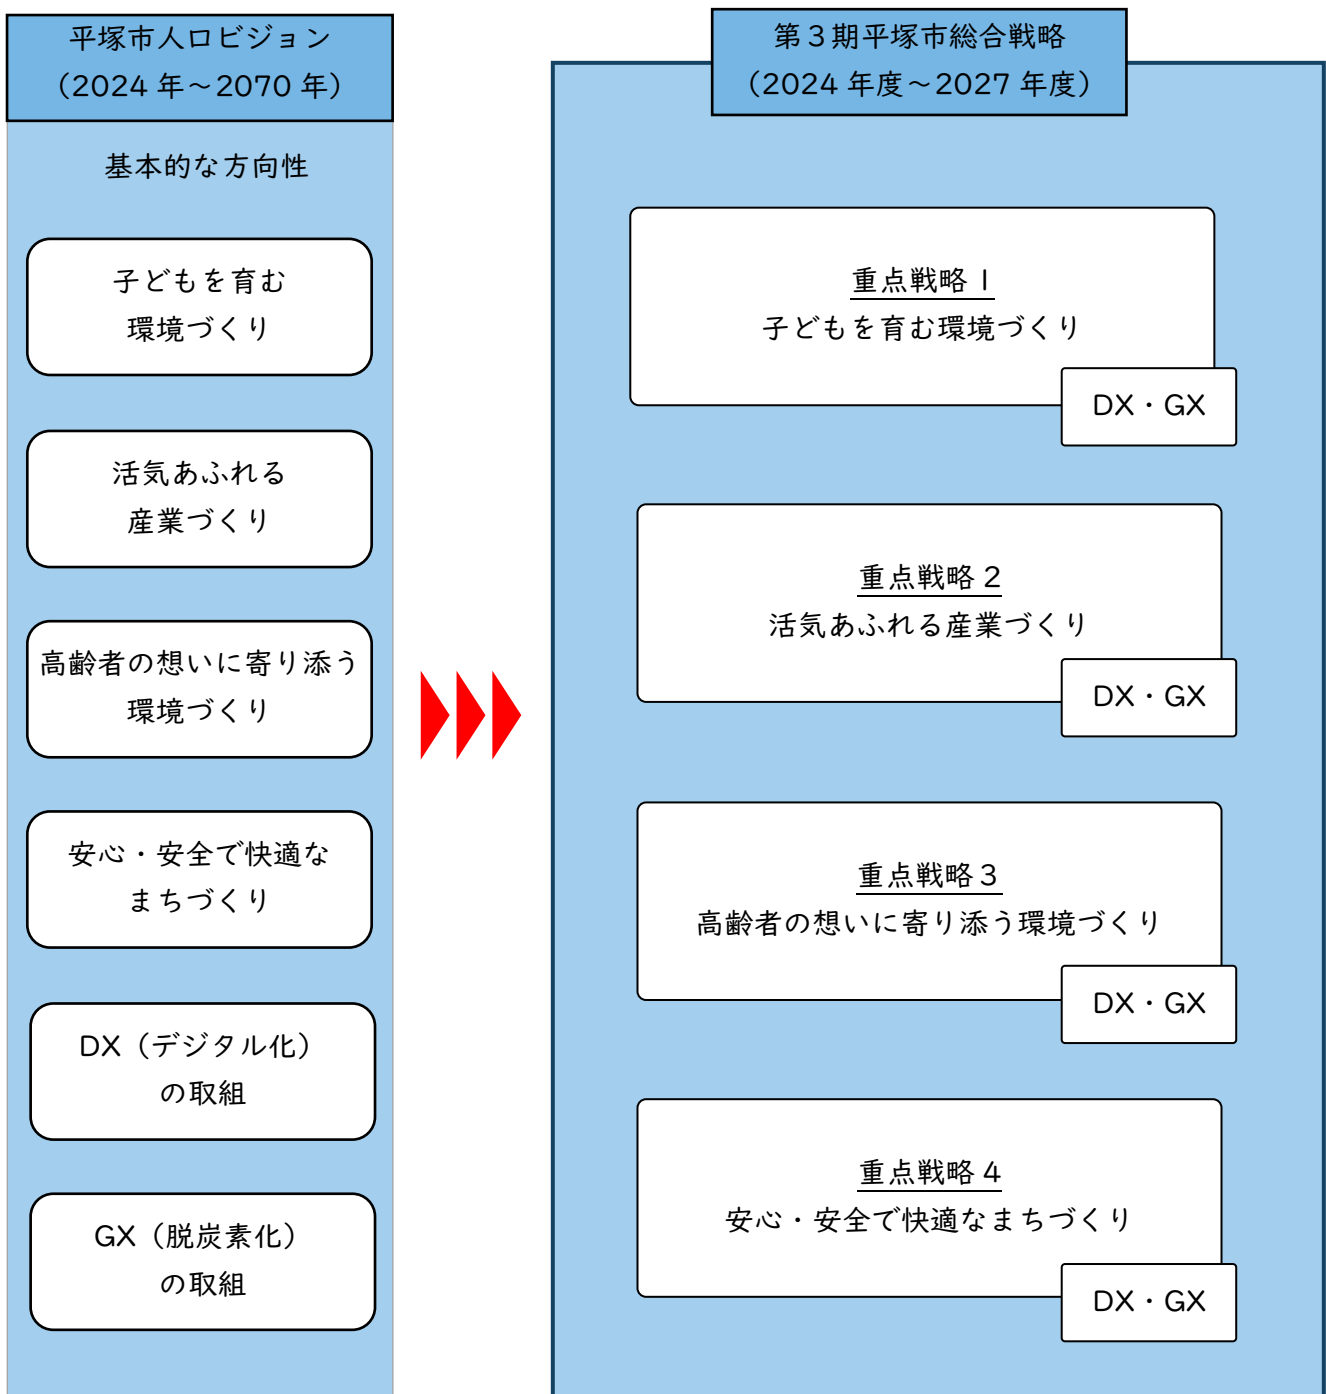 平塚市人口ビジョン
（2024 年～2070 年）
基本的な方向性
子どもを育む
環境づくり
活気あふれる
産業づくり
高齢者の想いに寄り添う
環境づくり
安心・安全で快適な
まちづくり
DX（デジタル化）
の取組
GX（脱炭素化）
の取組
第３期平塚市総合戦略
（2024 年度～2027 年度）
重点戦略１
子どもを育む環境づくり
DX・GX
重点戦略２
活気あふれる産業づくり
DX・GX
重点戦略３
高齢者の想いに寄り添う環境づくり
DX・GX
重点戦略４
安心・安全で快適なまちづくり
DX・GX